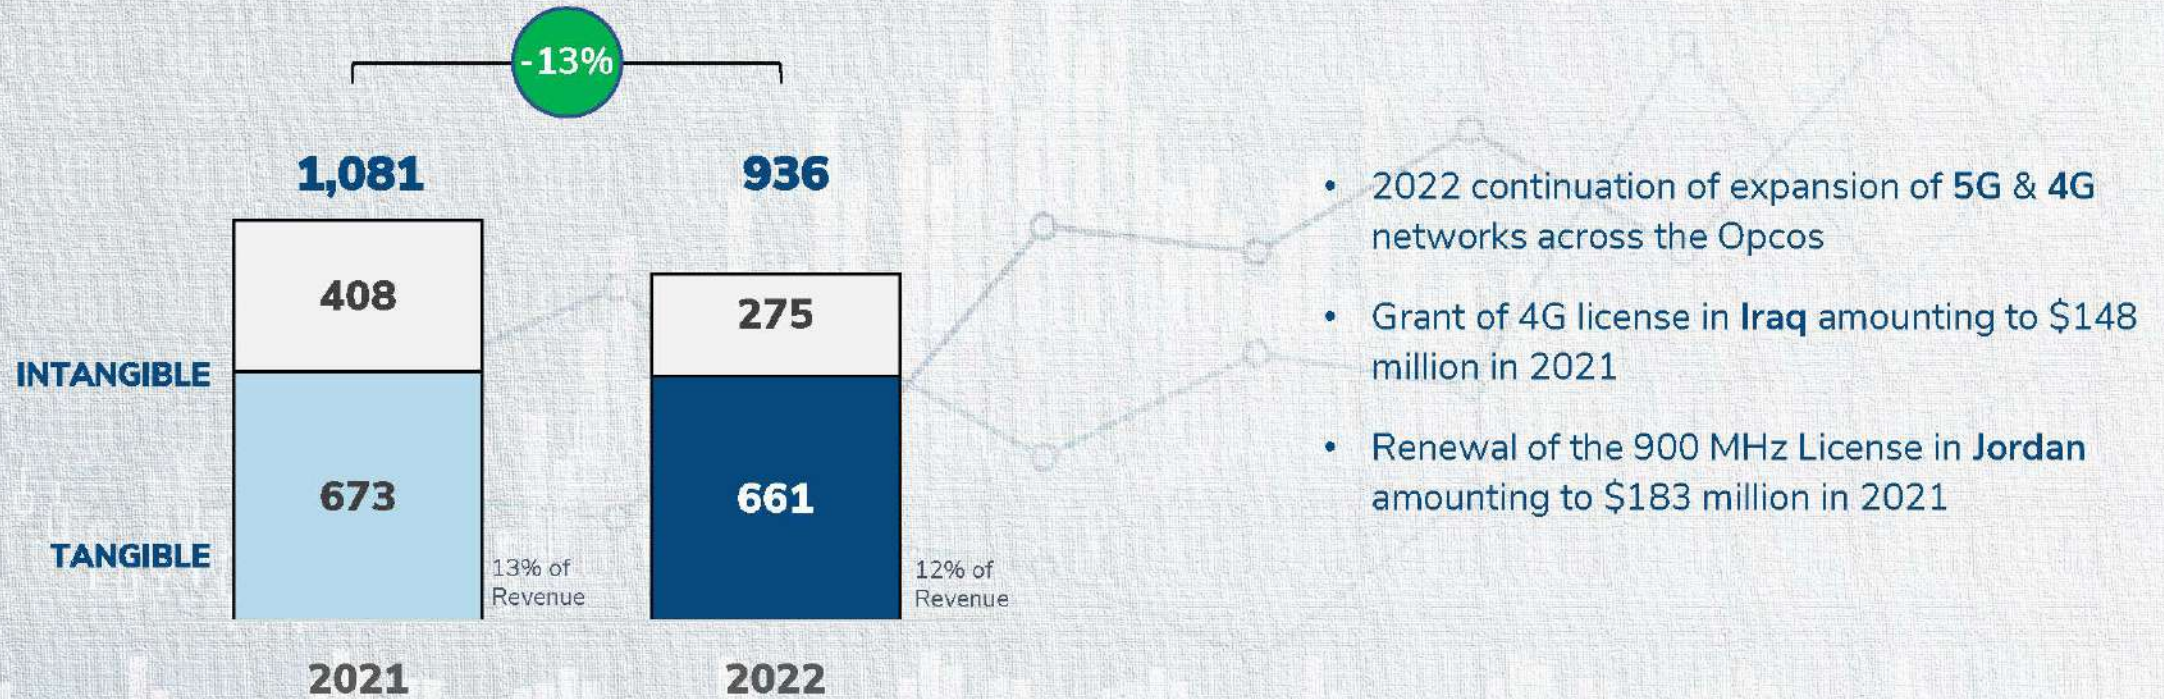 -13%
1,081
936
408
275
INTANGIBLE
673
661
TANGIBLE
13% of
Revenue
12% of
Revenue
2021
2022
• 2022 continuation of expansion of 5G & 4G
networks across the Opcos
• Grant of 4G license in Iraq amounting to $148
million in 2021
• Renewal of the 900 MHz License in Jordan
amounting to $183 million in 2021